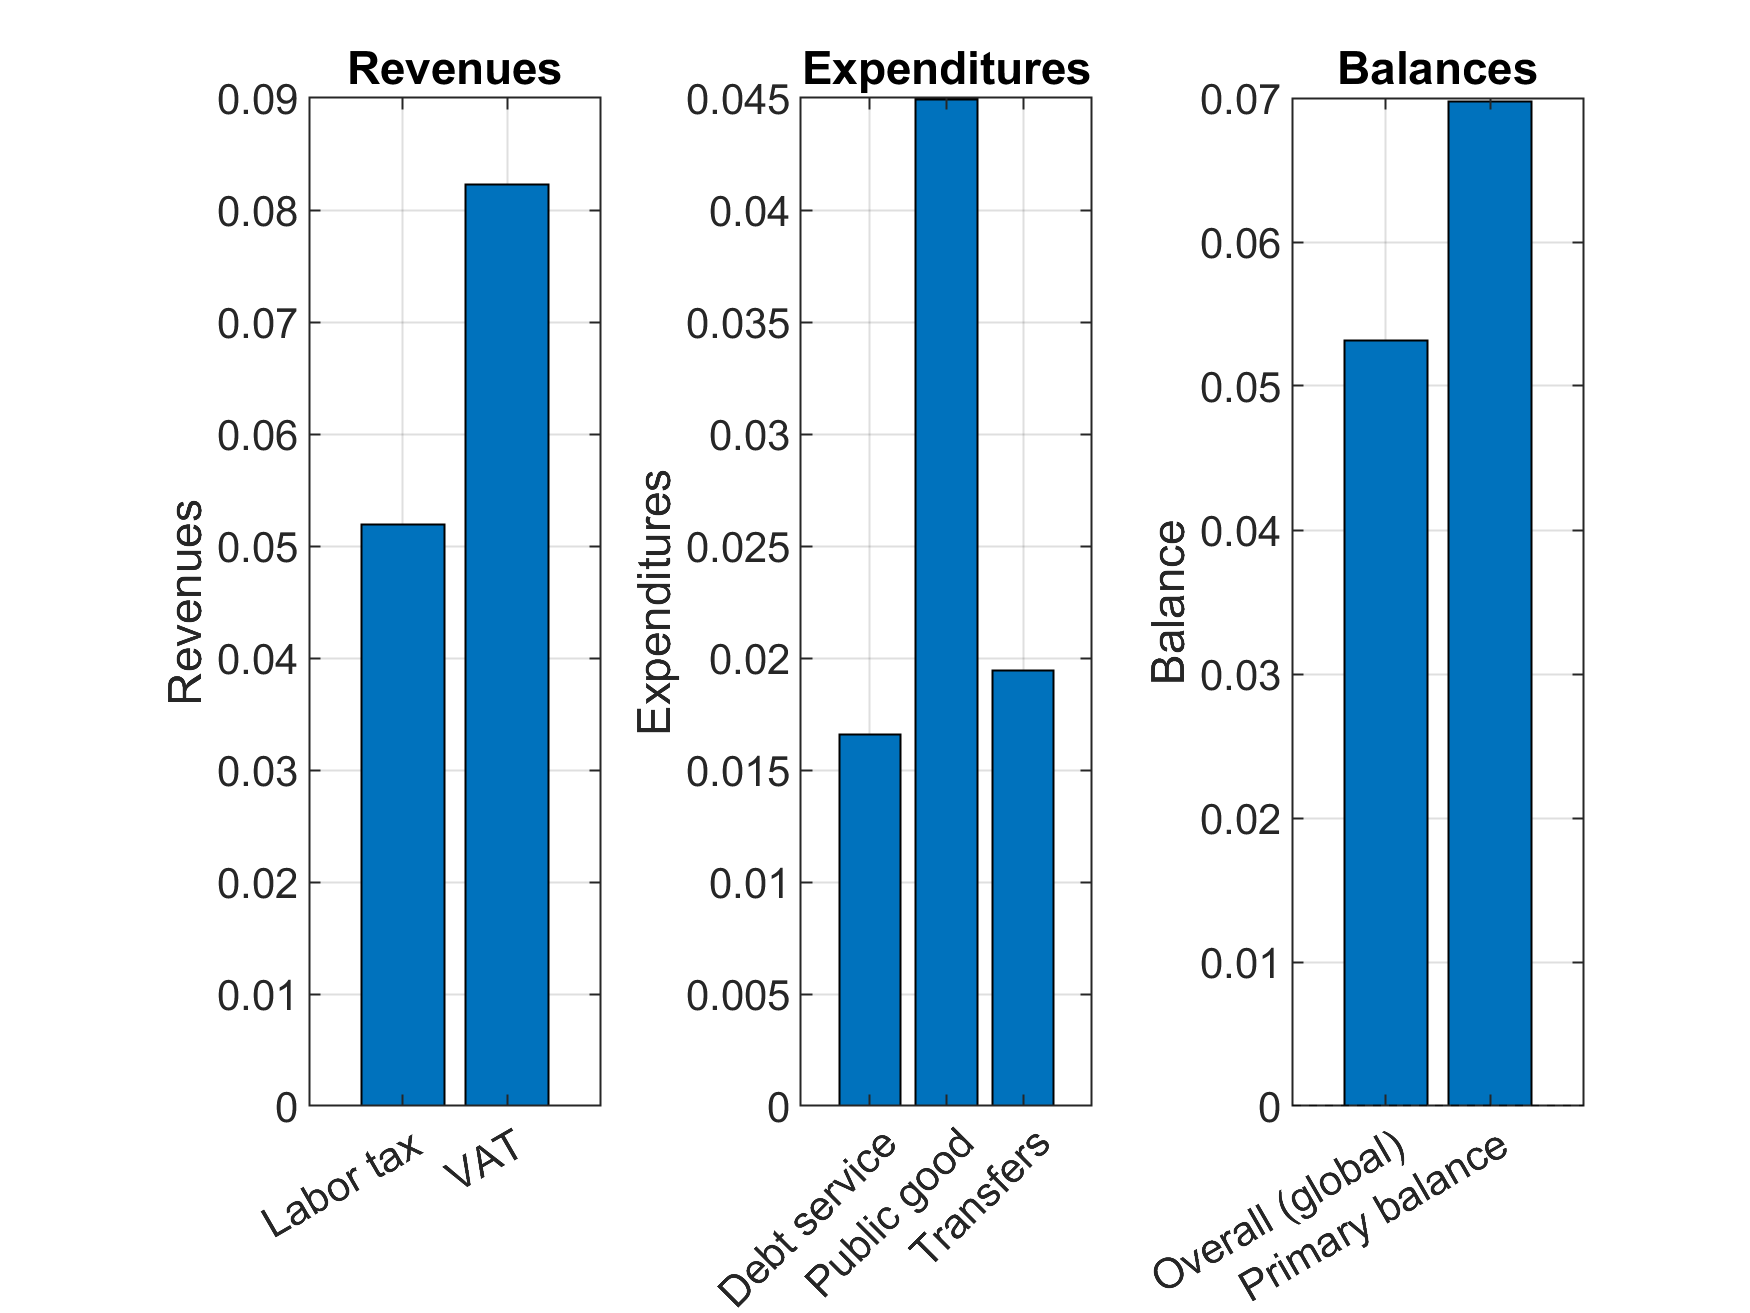 Revenues
0.09
0.08
0.07
0.06
0.05
0.04
0.03
0.02
0.01
0
Revenues
Labor tax
VAT
Expenditures
0.045
0.04
0.035
0.03
0.025
0.02
0.015
0.01
0.005
0
Expenditures
Debt service
Public good
Transfers
Balances
0.07
0.06
0.05
0.04
0.03
0.02
0.01
0
Balance
Overall (global)
Primary balance